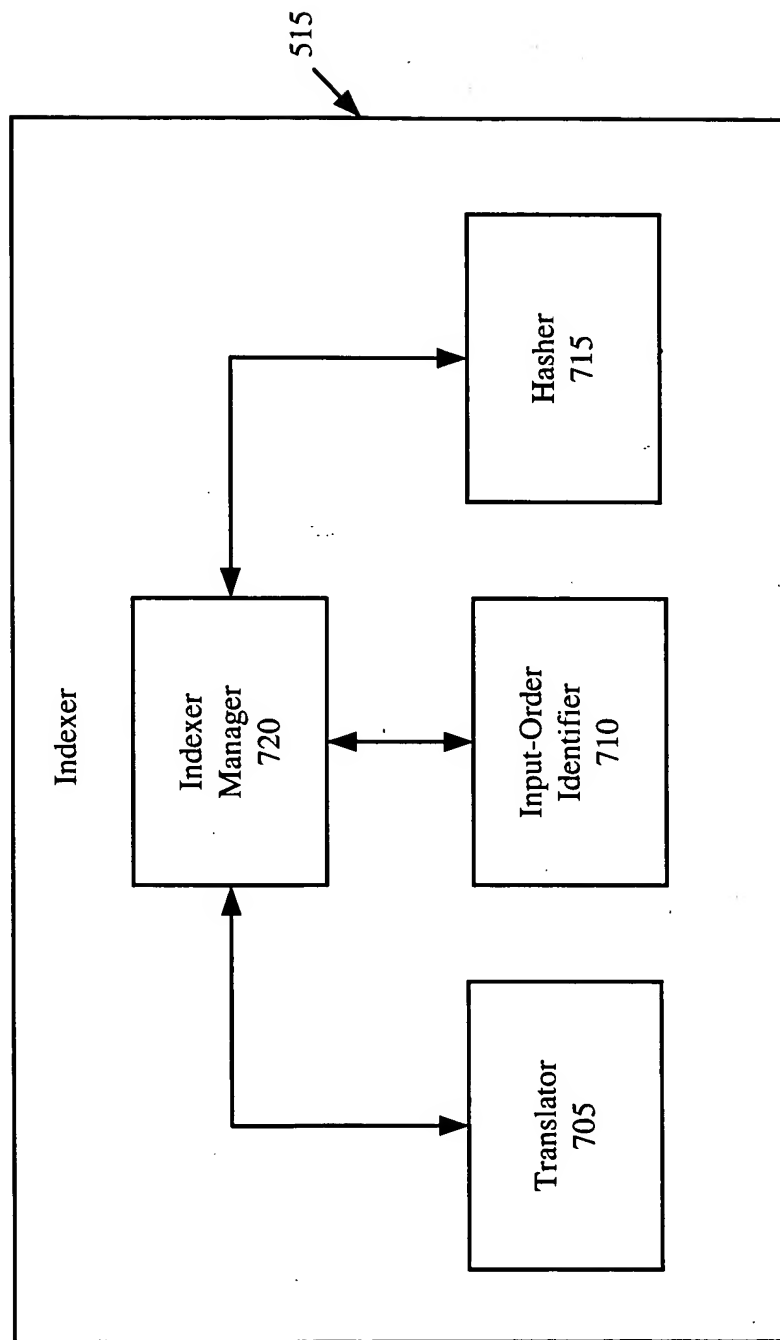 515
Indexer
Indexer
Manager
720
Translator
705
Input-Order
Identifier
710
Hasher
715